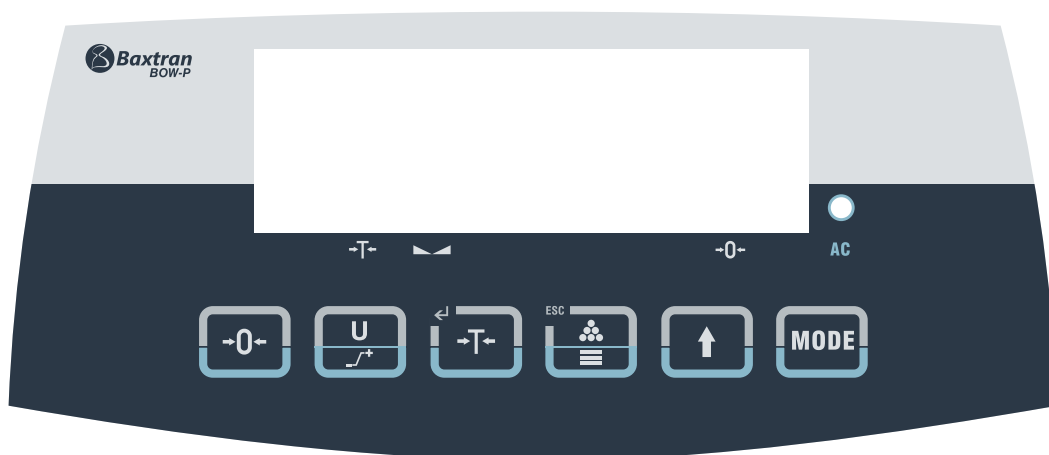 Baxtran
BOW-P
→T←
→0←
AC
ESC
→0←
U
→T←
MODE